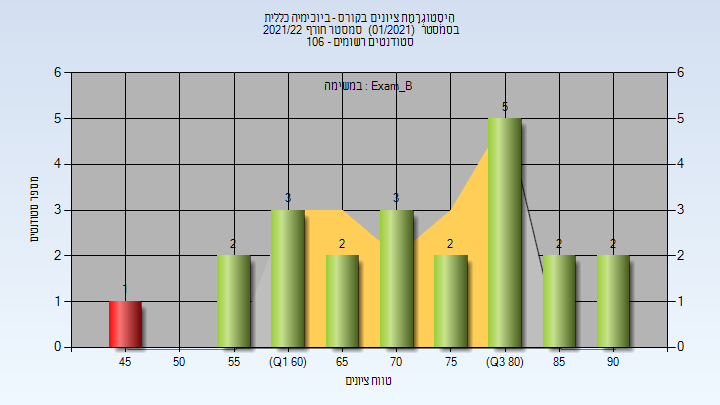 היסטוגרמת ציונים בקורס - ביוכימיה כללית
בסמסטר (01/2021) סמסטר חורף 2021/22
סטודנטים רשומים - 106
במשימה : Exam_B
6 6
5 5
4 4
3 3
2 2
1 1
0 0
1 2 3 2 3 2 5 2 2
מספר סטודנטים
45 50 55 (Q1 60) 65 70 75 (Q3 80) 85 90
טווח ציונים